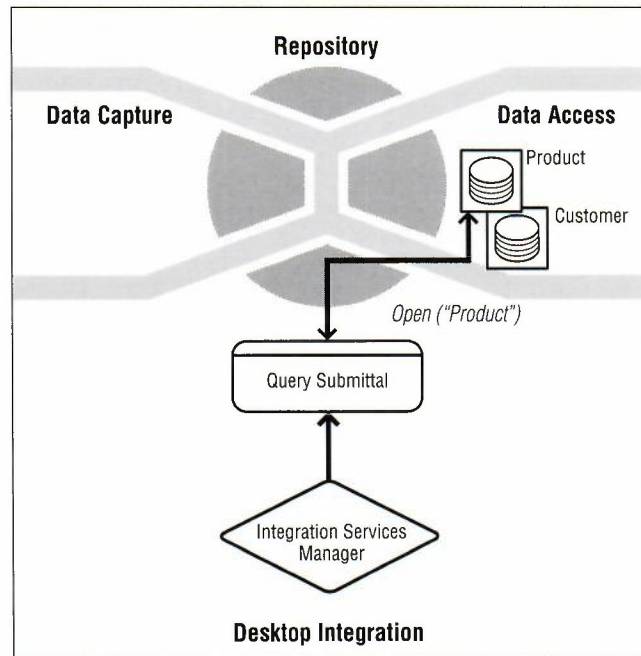 Repository
Data Capture
Data Access
Product
Customer
Open (“Product”)
Query Submittal
Integration Services
Manager
Desktop Integration